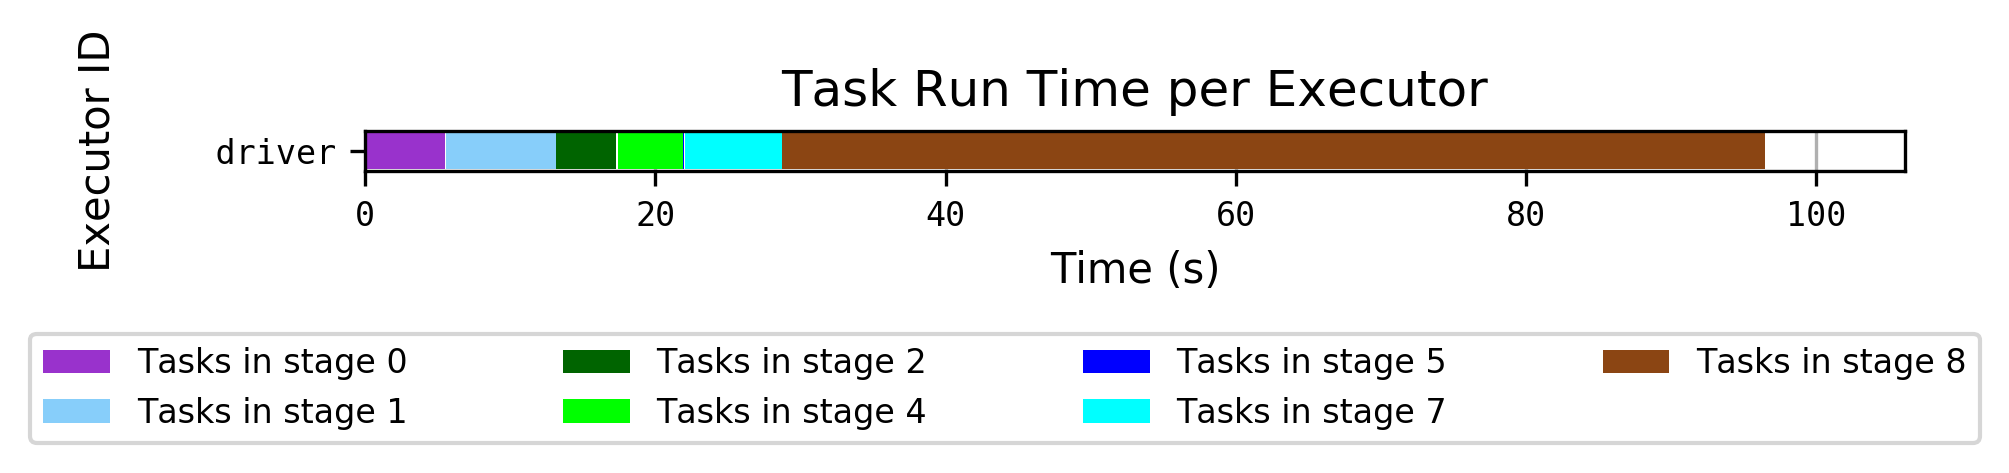 Task Run Time per Executor
Executor ID
driver
0 20 40 60 80 100
Time (s)
Tasks in stage 0
Tasks in stage 1
Tasks in stage 2
Tasks in stage 4
Tasks in stage 5
Tasks in stage 7
Tasks in stage 8